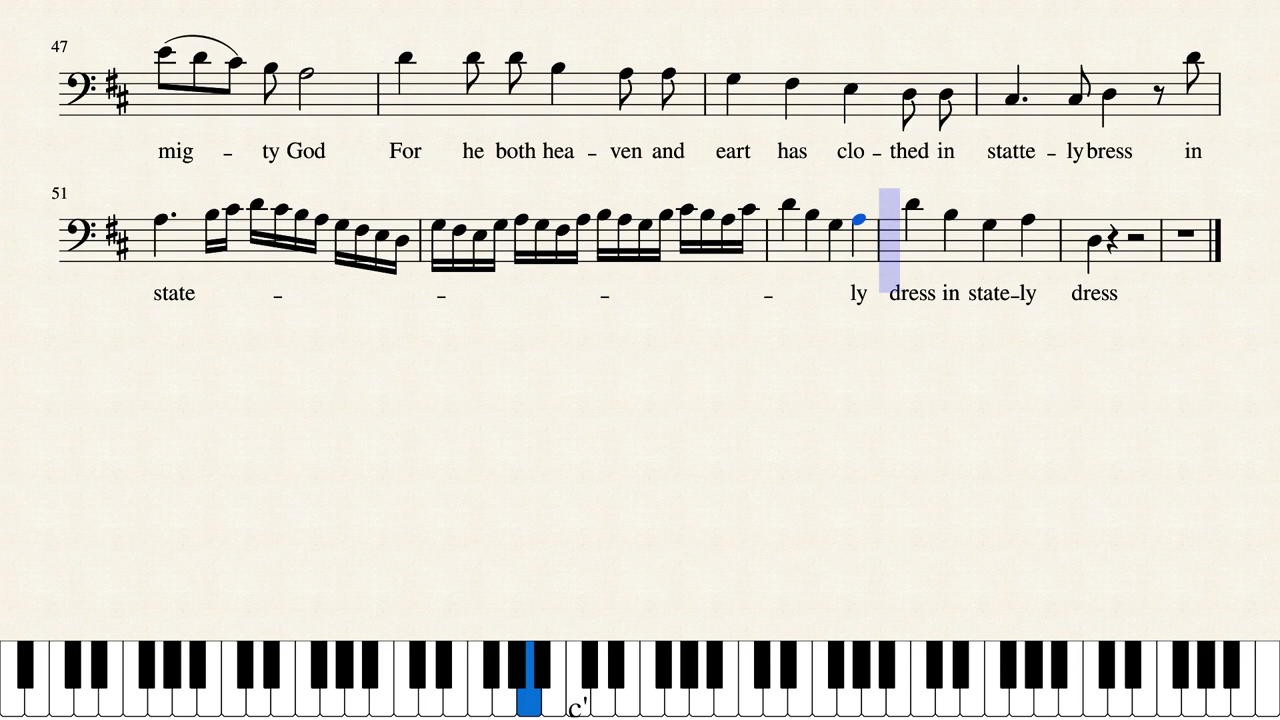 47
mig - ty God For he both hea - ven and eart has clo - thed in statte - ly bress in
51
state - - - - ly dress in state-ly dress
c'